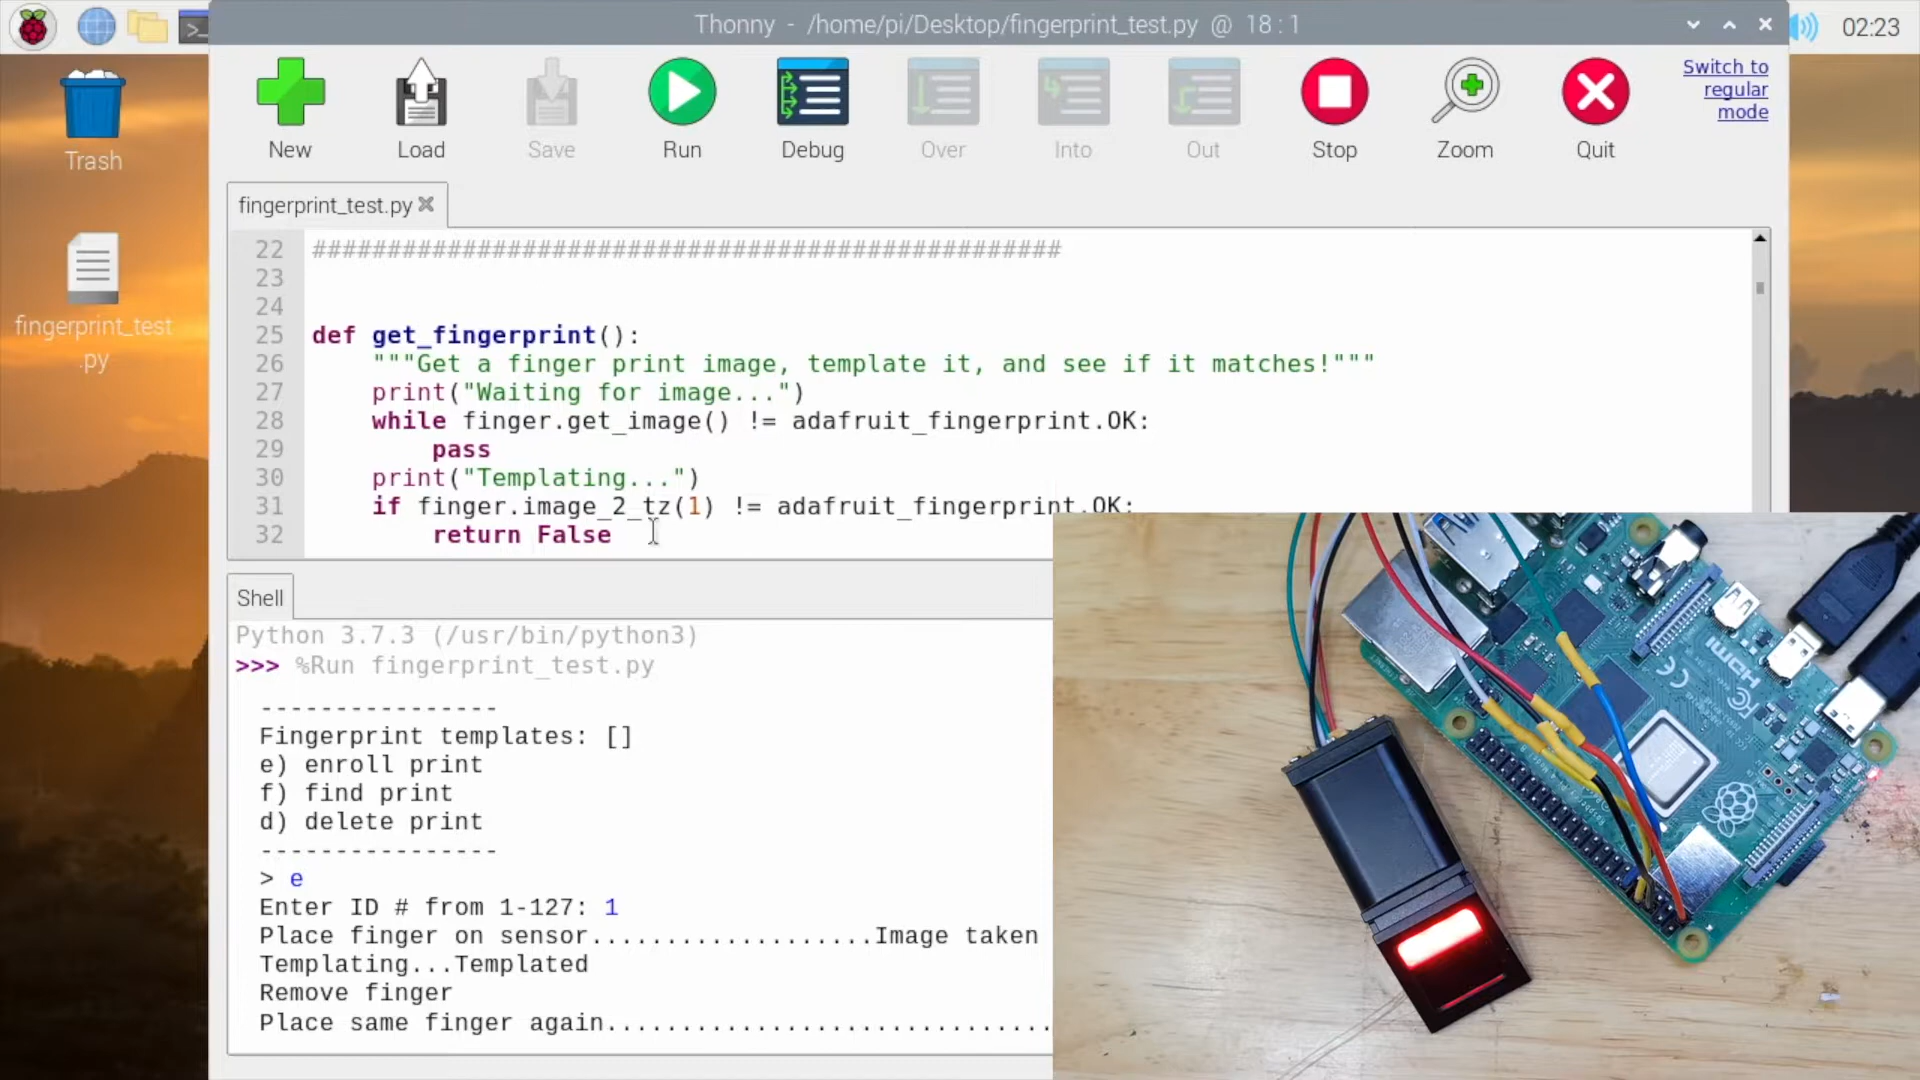 Thonny - /home/pi/Desktop/fingerprint_test.py @ 18 : 1
02:23
Trash
fingerprint_test
.py
New
Load
Save
Run
Debug
Over
Into
Out
Stop
Zoom
Quit
Switch to
regular
mode
fingerprint_test.py
22 ##################################################
23
24
25 def get_fingerprint():
26 """Get a finger print image, template it, and see if it matches!"""
27 print("Waiting for image...")
28 while finger.get_image() != adafruit_fingerprint.OK:
29 pass
30 print("Templating...")
31 if finger.image_2_tz(1) != adafruit_fingerprint.OK:
32 return False
Shell
Python 3.7.3 (/usr/bin/python3)
>>> %Run fingerprint_test.py
---------------
Fingerprint templates: []
e) enroll print
f) find print
d) delete print
---------------
> e
Enter ID # from 1-127: 1
Place finger on sensor...................Image taken
Templating...Templated
Remove finger
Place same finger again..............................
HDMI